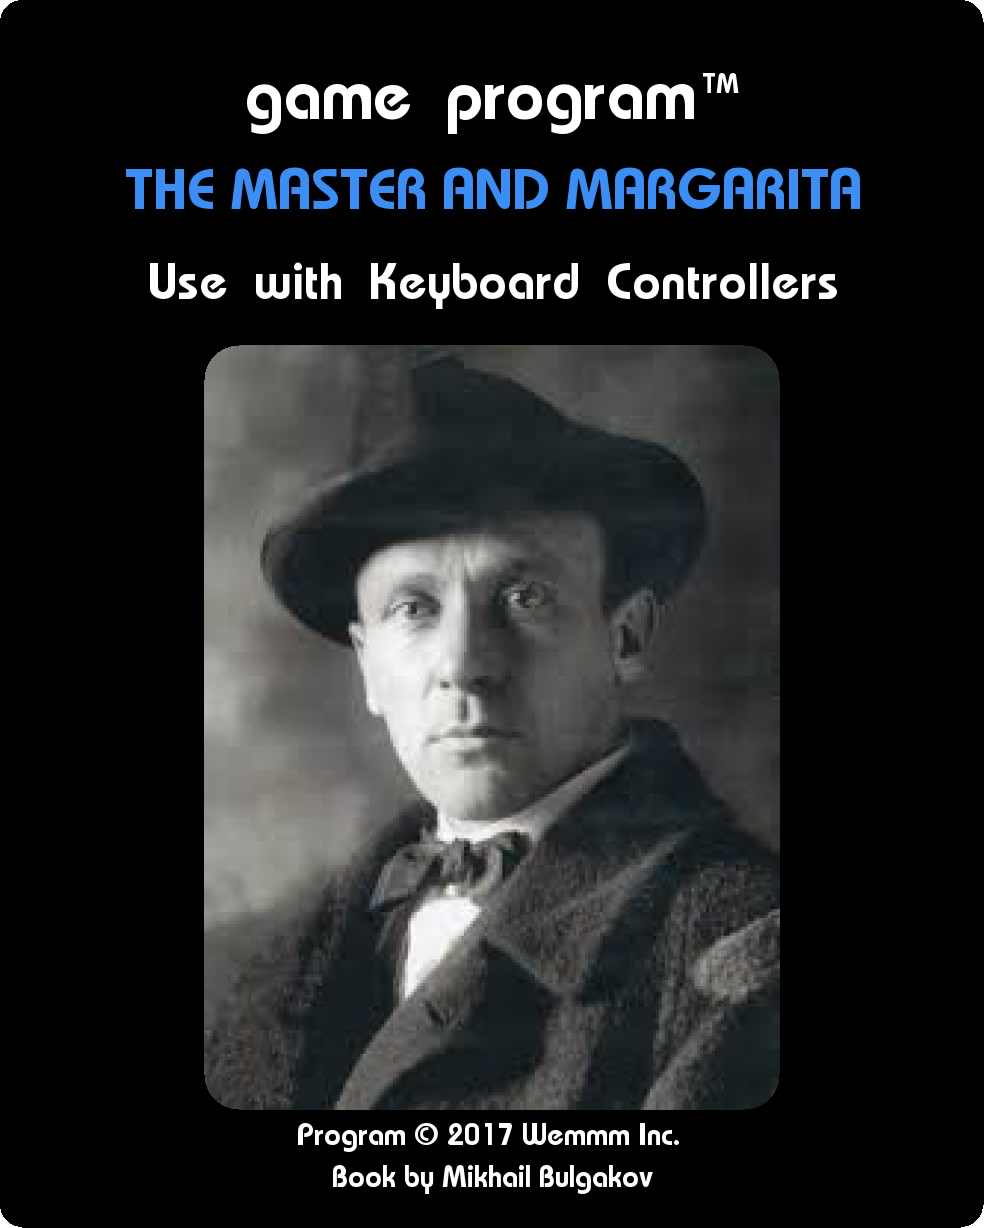 game program™
THE MASTER AND MARGARITA
Use with Keyboard Controllers
Program © 2017 Wemmm Inc.
Book by Mikhail Bulgakov